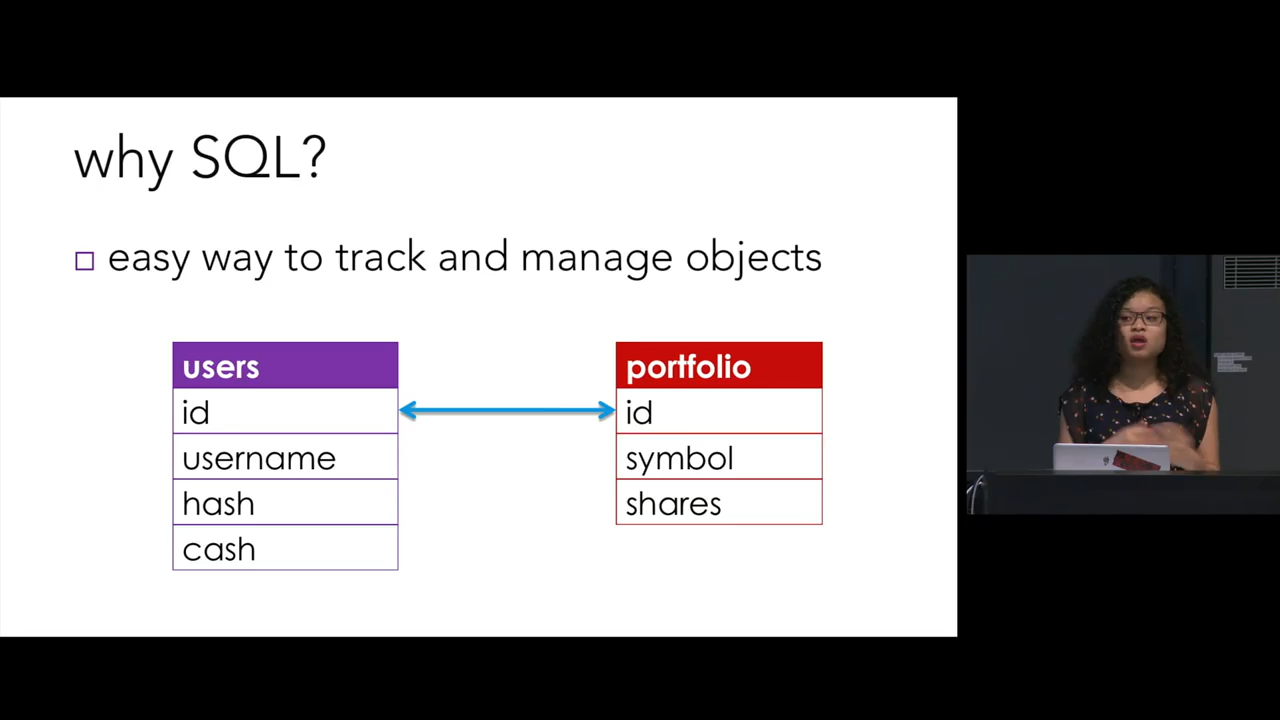 why SQL?
easy way to track and manage objects
users
id
username
hash
cash
portfolio
id
symbol
shares